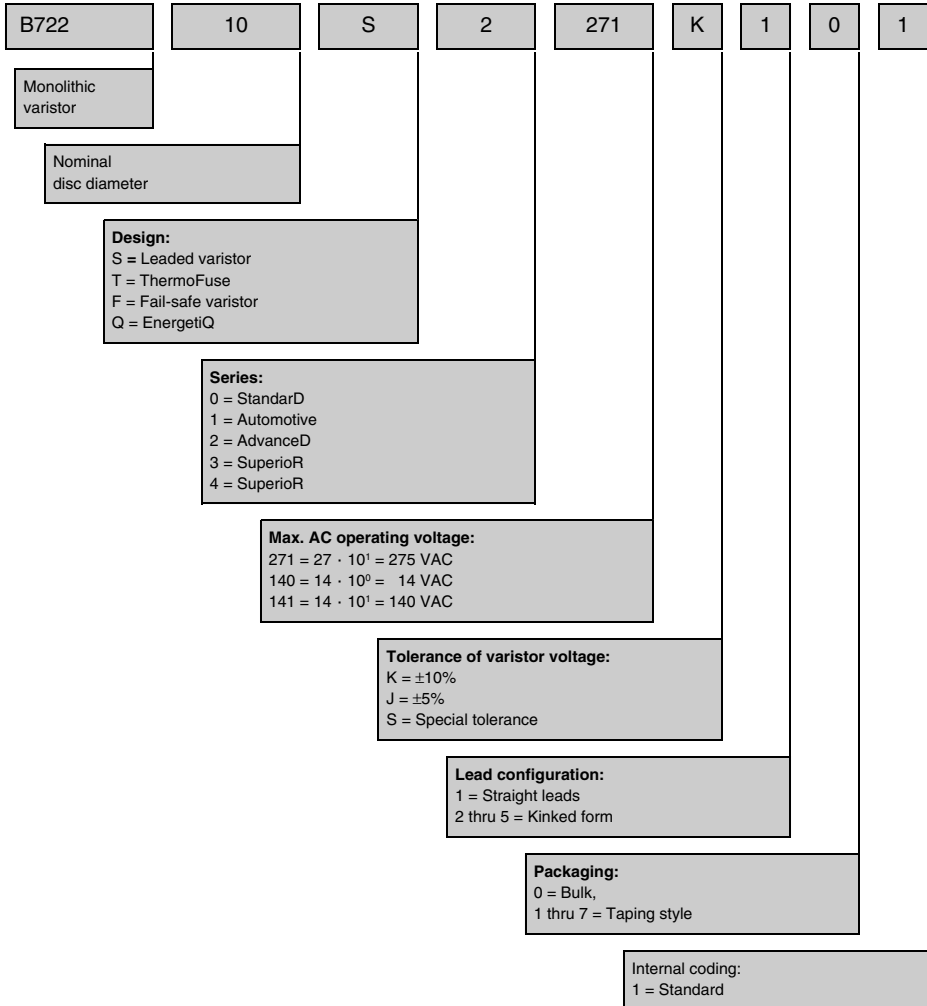 B722 10 S 2 271 K 1 0 1
Monolithic
varistor
Nominal
disc diameter
Design:
S = Leaded varistor
T = ThermoFuse
F = Fail-safe varistor
Q = EnergetiQ
Series:
0 = StandarD
1 = Automotive
2 = AdvanceD
3 = SuperioR
4 = SuperioR
Max. AC operating voltage:
271 = 27 · 10¹ = 275 VAC
140 = 14 · 10⁰ = 14 VAC
141 = 14 · 10¹ = 140 VAC
Tolerance of varistor voltage:
K = ±10%
J = ±5%
S = Special tolerance
Lead configuration:
1 = Straight leads
2 thru 5 = Kinked form
Packaging:
0 = Bulk,
1 thru 7 = Taping style
Internal coding:
1 = Standard